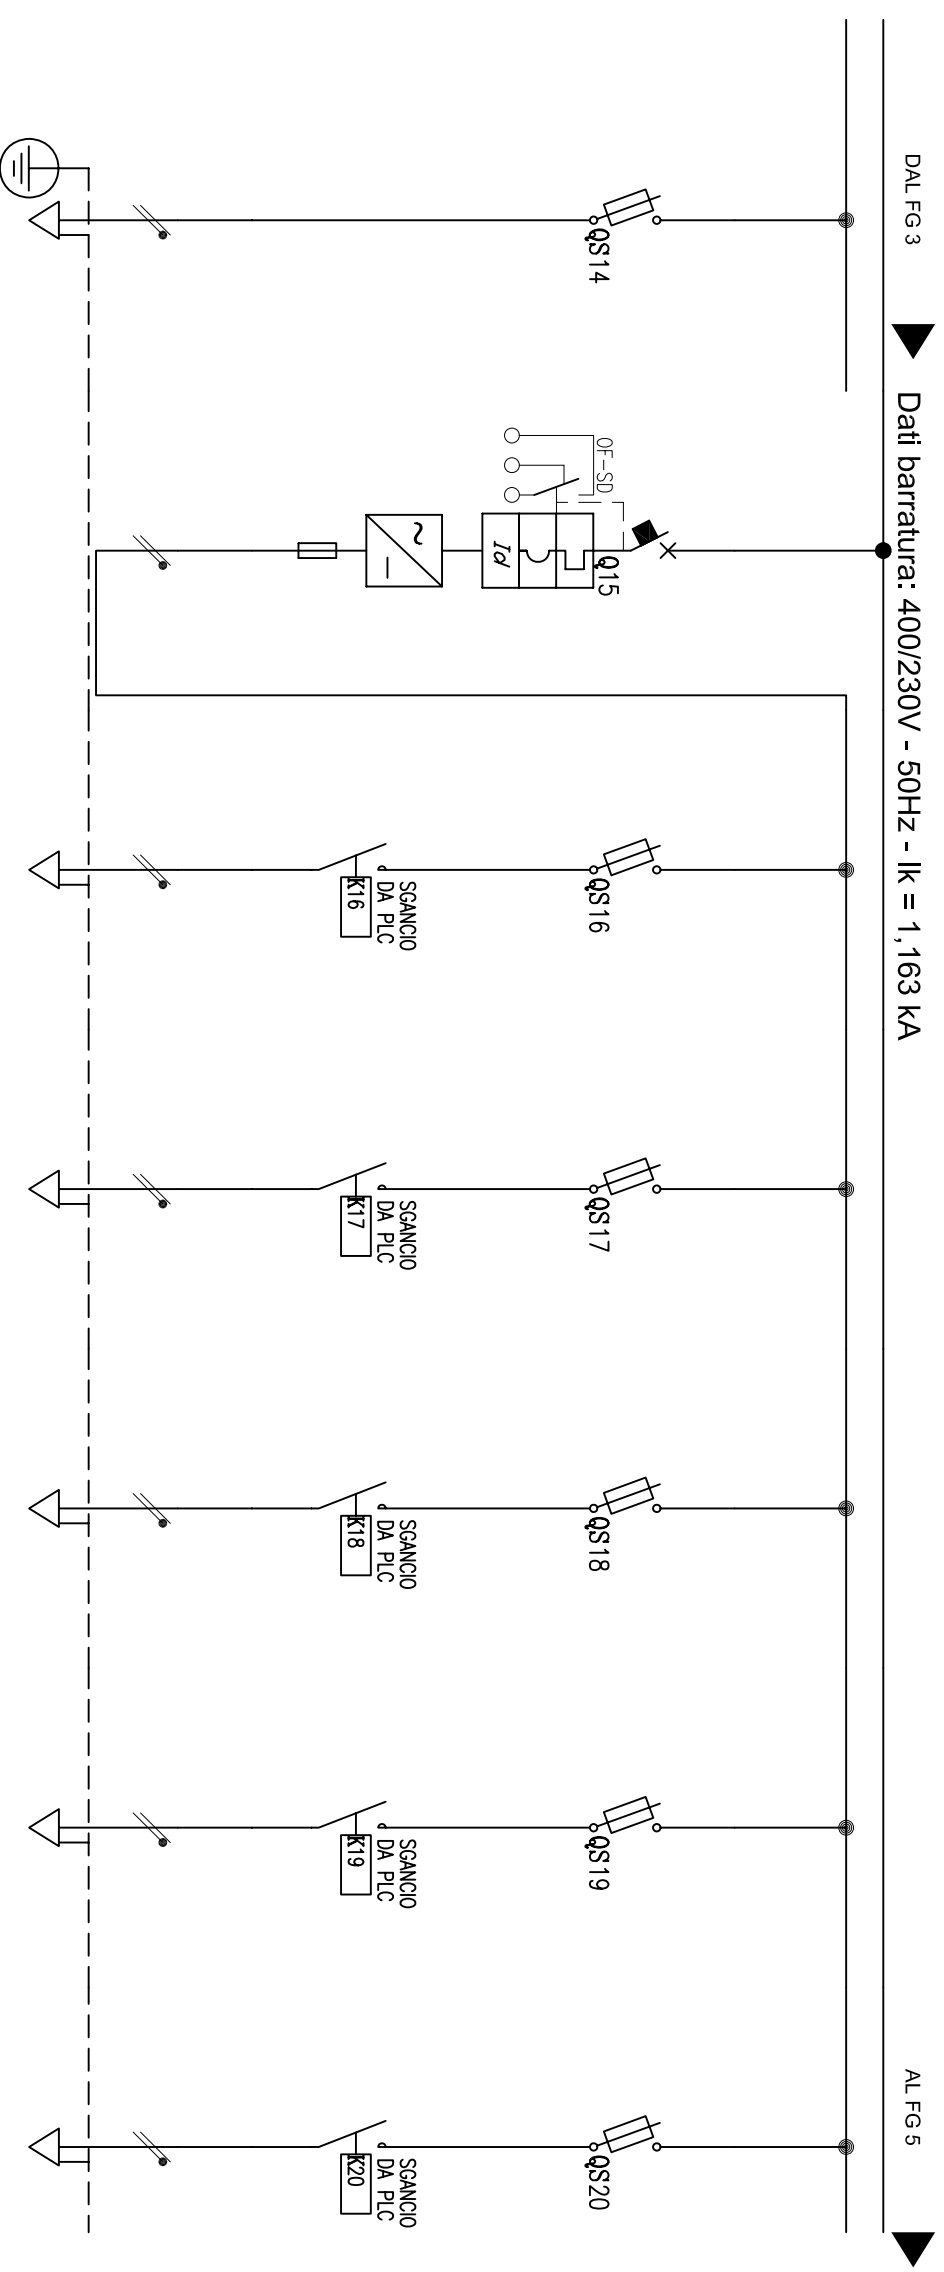 DAL FG 3
Dati barratura: 400/230V - 50Hz - Ik = 1,163 kA
AL FG 5
QS14
OF-SD
Q15
Id
~
–
QS16
SGANCIO
DA PLC
K16
QS17
SGANCIO
DA PLC
K17
QS18
SGANCIO
DA PLC
K18
QS19
SGANCIO
DA PLC
K19
QS20
SGANCIO
DA PLC
K20